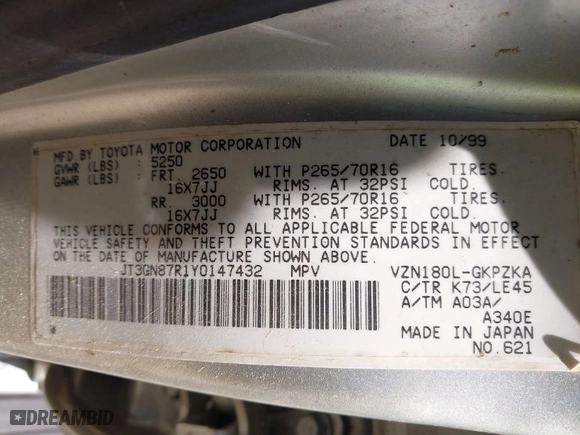 MFD BY TOYOTA MOTOR CORPORATION DATE 10/99
GVWR (LBS) : 5250
GAWR (LBS) : FRT. 2650 WITH P265/70R16 TIRES.
16X7JJ RIMS. AT 32PSI COLD.
RR. 3000 WITH P265/70R16 TIRES.
16X7JJ RIMS. AT 32PSI COLD.
THIS VEHICLE CONFORMS TO ALL APPLICABLE FEDERAL MOTOR
VEHICLE SAFETY AND THEFT PREVENTION STANDARDS IN EFFECT
ON THE DATE OF MANUFACTURE SHOWN ABOVE.
JT3GN87R1Y0147432 MPV VZN180L-GKPZKA
C/TR K73/LE45
A/TM A03A/
A340E
MADE IN JAPAN
NO.621
DREAMBID